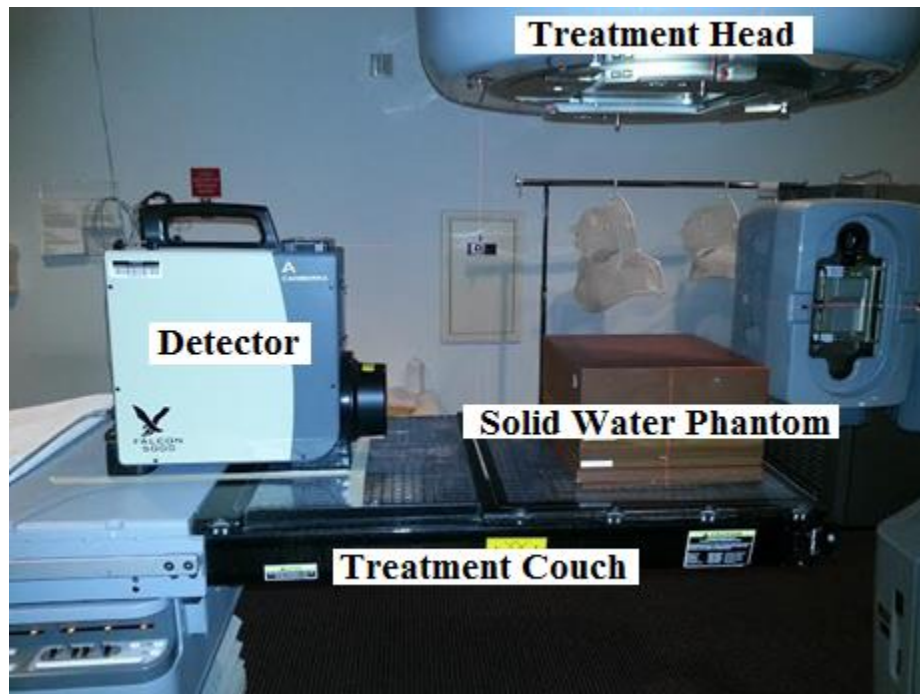 Treatment Head
A
CANBERRA
Detector
Solid Water Phantom
FALCON
5000
Treatment Couch